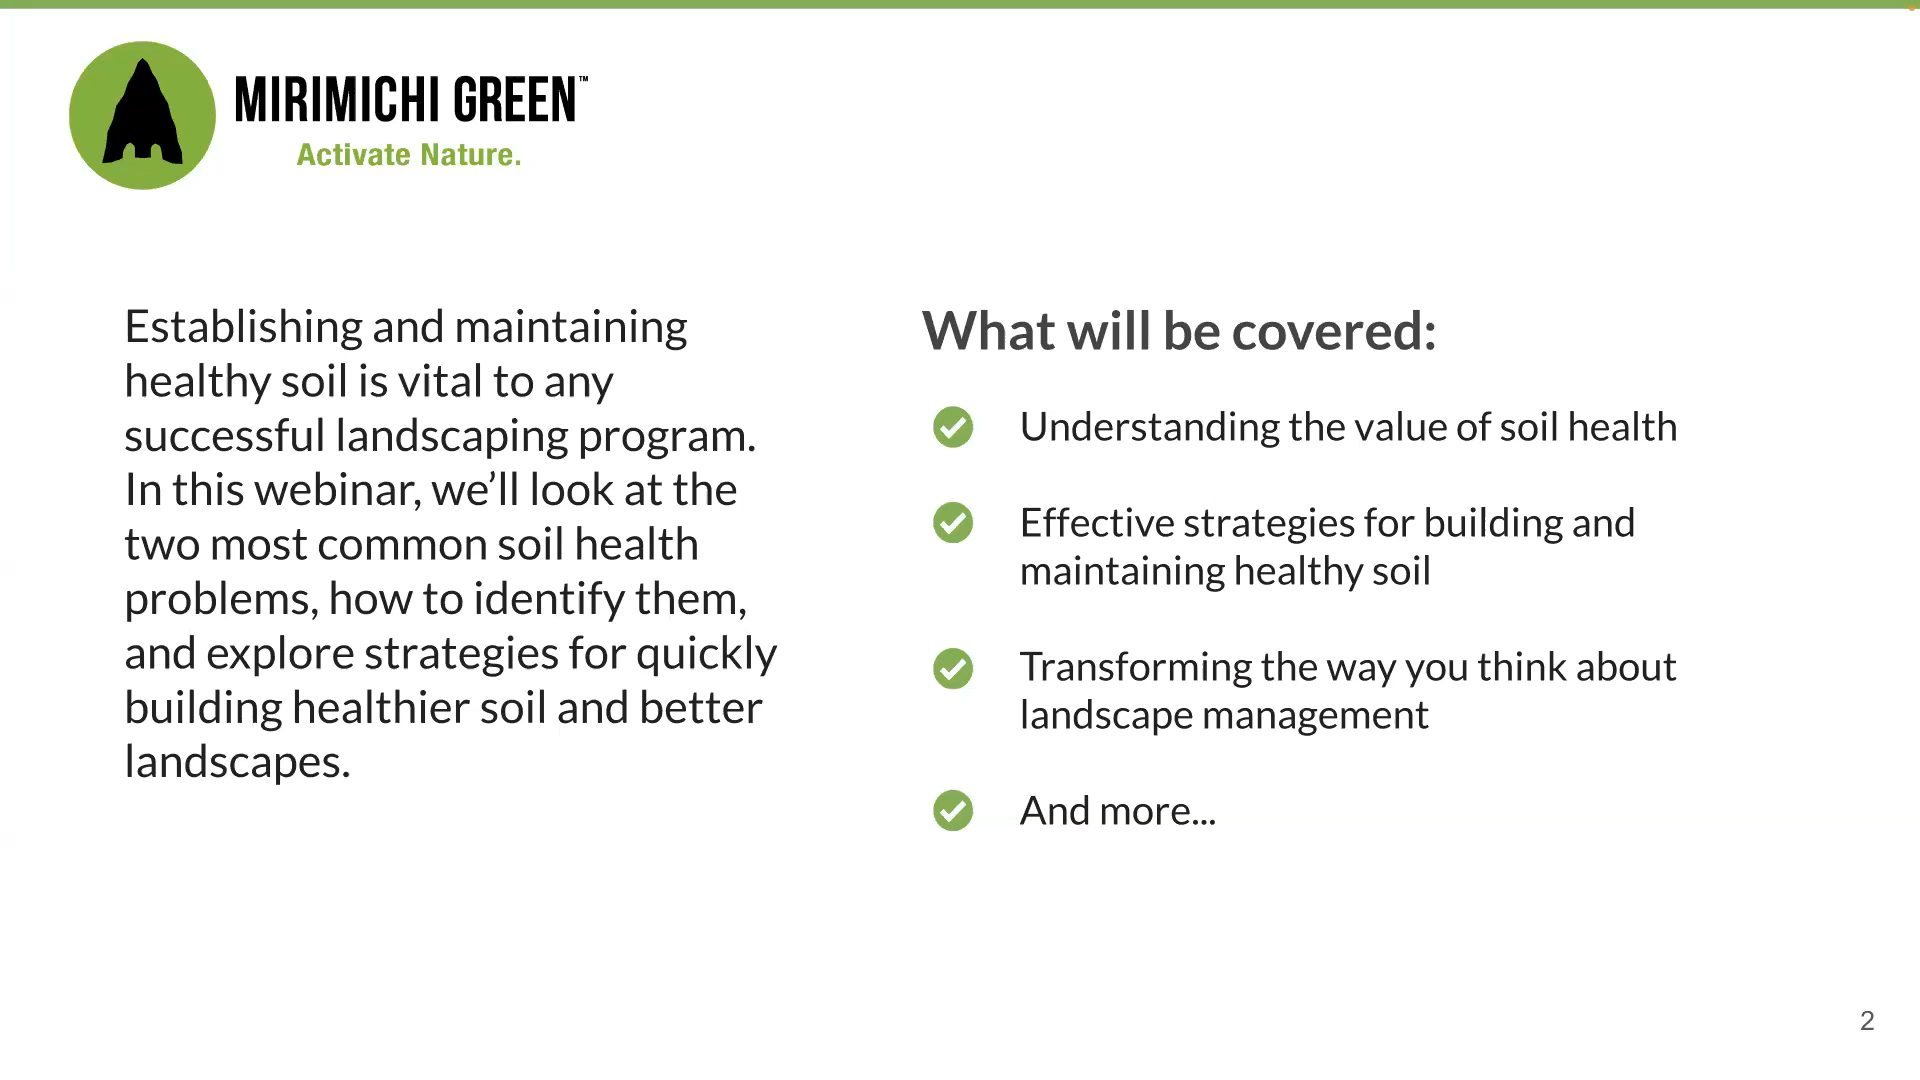 MIRIMICHI GREEN™
Activate Nature.
Establishing and maintaining
healthy soil is vital to any
successful landscaping program.
In this webinar, we’ll look at the
two most common soil health
problems, how to identify them,
and explore strategies for quickly
building healthier soil and better
landscapes.
What will be covered:
Understanding the value of soil health
Effective strategies for building and
maintaining healthy soil
Transforming the way you think about
landscape management
And more...
2